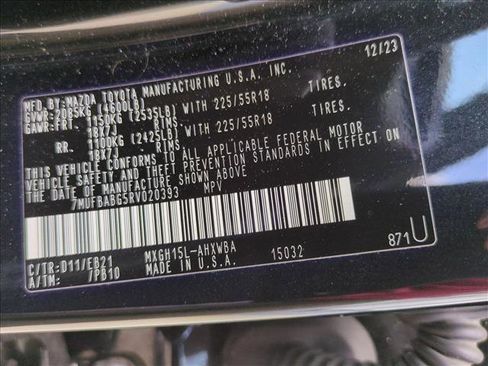 MFD.BY:MAZDA TOYOTA MANUFACTURING U.S.A. INC. 12/23
GVWR:2085KG (4600LB)
GAWR:FRT. 1150KG (2535LB) WITH 225/55R18 TIRES.
18X7J RIMS.
RR. 1100KG (2425LB) WITH 225/55R18 TIRES.
18X7J RIMS.
THIS VEHICLE CONFORMS TO ALL APPLICABLE FEDERAL MOTOR
VEHICLE SAFETY AND THEFT PREVENTION STANDARDS IN EFFECT ON
THE DATE OF MANUFACTURE SHOWN ABOVE
7MUFBABG5RV020393 MPV
C/TR:D11/EB21 MXGH15L-AHXWBA
A/TM: /PB10 MADE IN U.S.A. 15032 871U